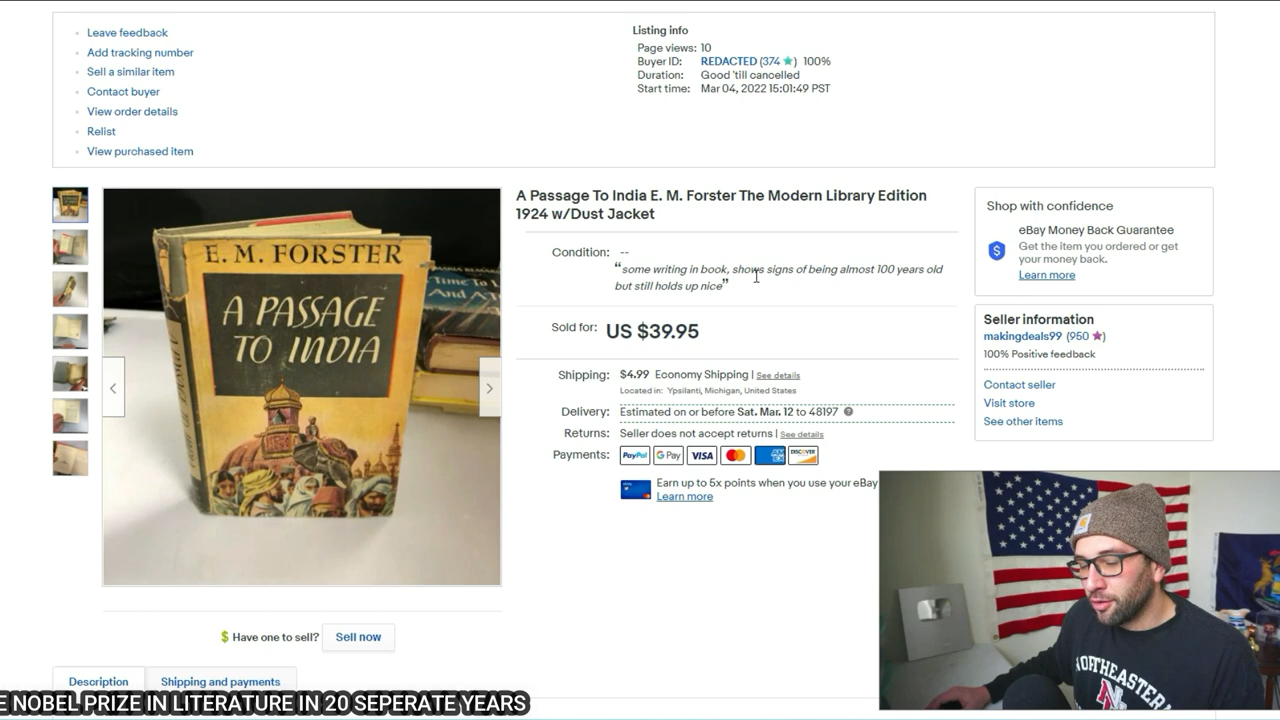 Leave feedback
Add tracking number
Sell a similar item
Contact buyer
View order details
Relist
View purchased item
Listing info
Page views: 10
Buyer ID: REDACTED (374 ) 100%
Duration: Good 'till cancelled
Start time: Mar 04, 2022 15:01:49 PST
E. M. FORSTER
A PASSAGE
TO INDIA
A Passage To India E. M. Forster The Modern Library Edition
1924 w/Dust Jacket
Condition: --
“some writing in book, shows signs of being almost 100 years old
but still holds up nice”
Sold for: US $39.95
Shipping: $4.99 Economy Shipping | See details
Located in: Ypsilanti, Michigan, United States
Delivery: Estimated on or before Sat. Mar. 12 to 48197
Returns: Seller does not accept returns | See details
Payments: PayPal G Pay VISA
DISCOVER
Earn up to 5x points when you use your eBay
Learn more
Shop with confidence
eBay Money Back Guarantee
Get the item you ordered or get
your money back.
Learn more
Seller information
makingdeals99 (950 )
100% Positive feedback
Contact seller
Visit store
See other items
$ Have one to sell? Sell now
Description Shipping and payments
E NOBEL PRIZE IN LITERATURE IN 20 SEPERATE YEARS
NORTHEASTERN
N